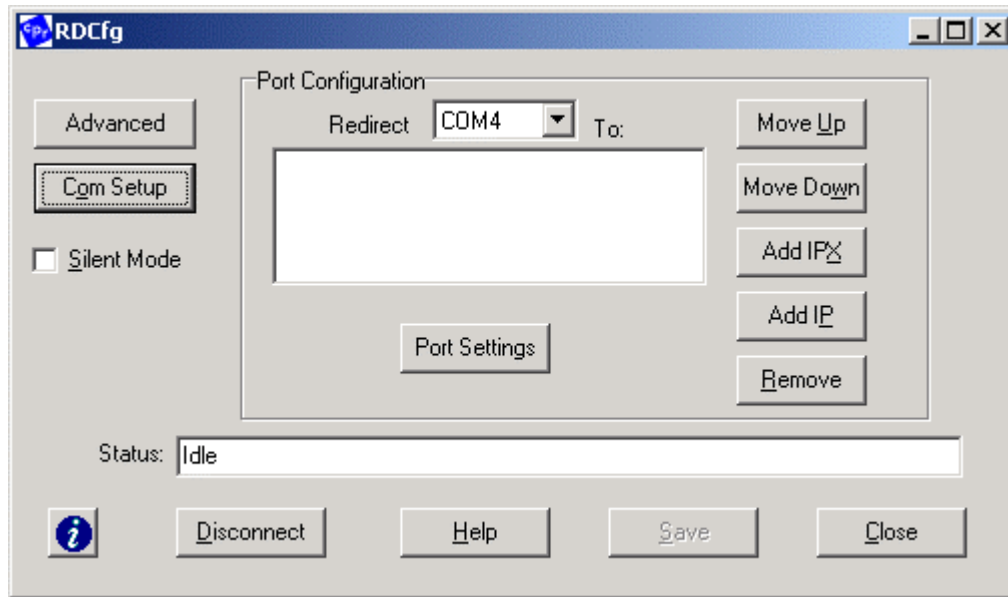 CPr RDCfg
Port Configuration
Advanced
Redirect COM4 To:
Move Up
Com Setup
Move Down
Silent Mode
Add IPX
Add IP
Port Settings
Remove
Status: Idle
i Disconnect Help Save Close